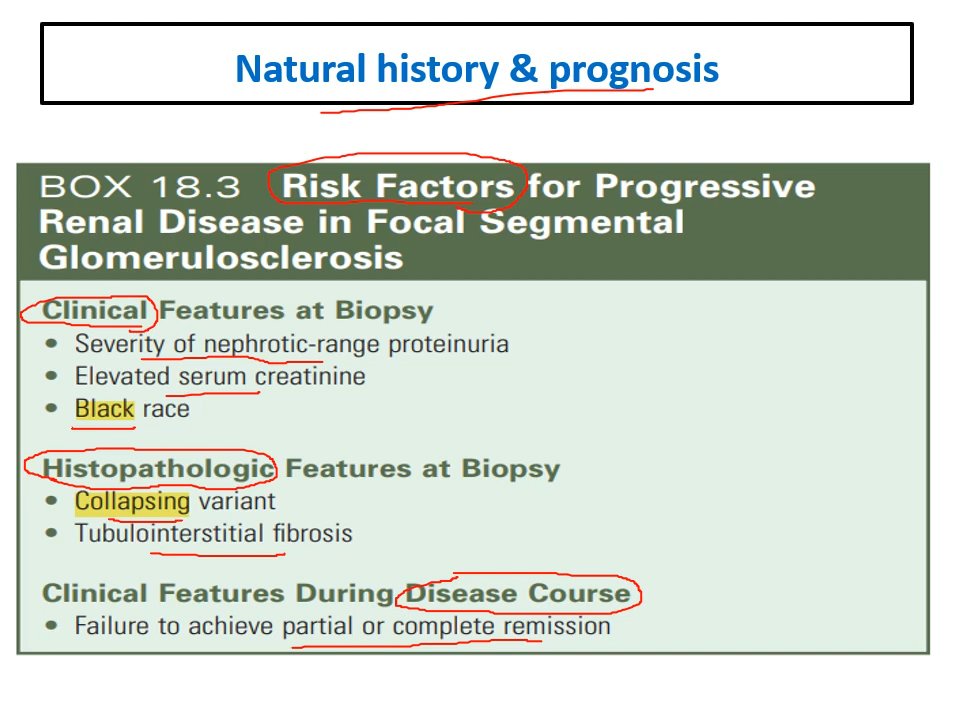 Natural history & prognosis
BOX 18.3 Risk Factors for Progressive
Renal Disease in Focal Segmental
Glomerulosclerosis
Clinical Features at Biopsy
• Severity of nephrotic-range proteinuria
• Elevated serum creatinine
• Black race
Histopathologic Features at Biopsy
• Collapsing variant
• Tubulointerstitial fibrosis
Clinical Features During Disease Course
• Failure to achieve partial or complete remission